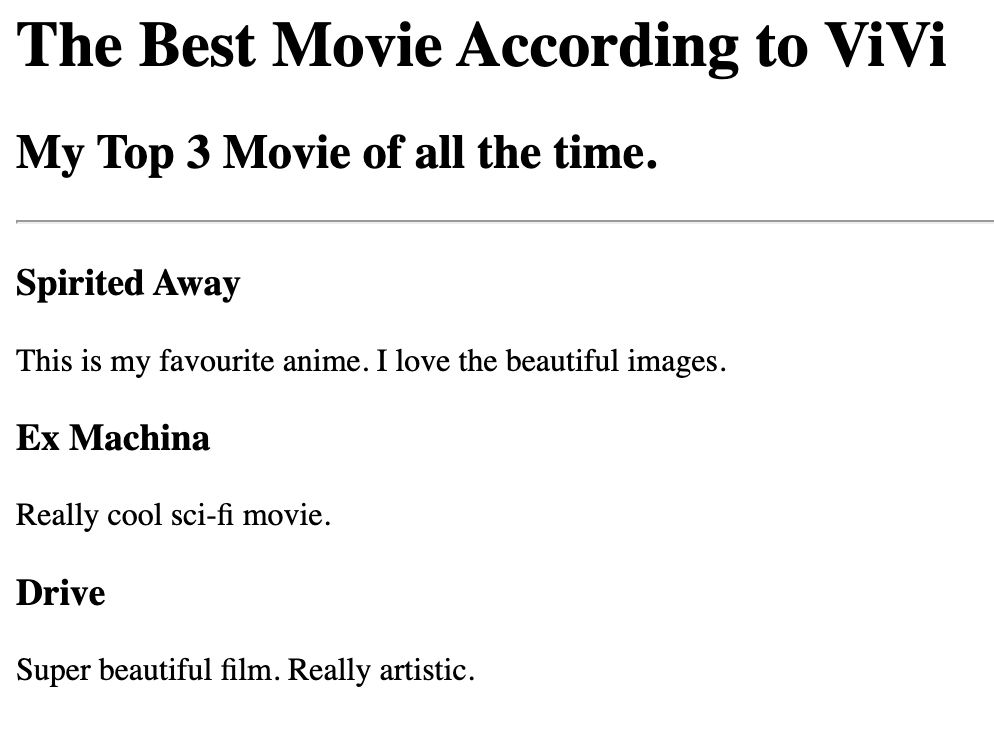 The Best Movie According to ViVi
My Top 3 Movie of all the time.
Spirited Away
This is my favourite anime. I love the beautiful images.
Ex Machina
Really cool sci-fi movie.
Drive
Super beautiful film. Really artistic.